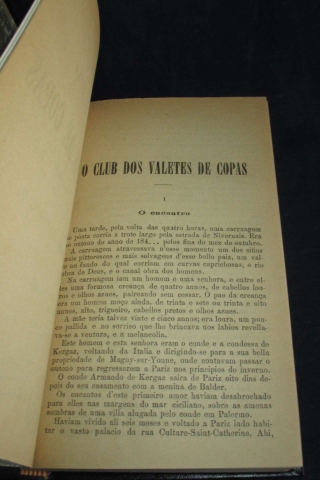 O CLUB DOS VALETES DE COPAS
I
O encontro
Uma tarde, pela volta das quatro horas, uma carruagem
posta corria a trote largo pela estrada de Nivernais. Era
outomno do anno de 184..., pelos fins do mez de outubro.
A carruagem atravessava n'esse momento um dos sitios
mais pittorescos e mais selvagens d'esse bello paiz, um val-
no fundo do qual corriam em curvas caprichosas, o rio
obra de Deus, e o canal obra dos homens.
Na carruagem iam um homem e uma senhora, e entre el-
les uma formosa creança de quatro annos, de cabellos lou-
ros e olhos azues, palreando sem cessar. O pae da creança
era um homem moço ainda, de trinta e sete ou trinta e oito
annos, alto, trigueiro, cabellos pretos e olhos azues.
A mãe teria talvez vinte e cinco annos; era loura, um pou-
pallida e no sorriso que lhe brincava nos labios revella-
va-se a ventura, e a melancolia.
Este homem e esta senhora eram o conde e a condessa de
Kergaz, voltando da Italia e dirigindo-se para a sua bella
propriedade de Magny-sur-Yonne, onde contavam passar o
outomno para regressarem a Pariz nos principios do inverno.
O conde Armando de Kergaz saira de Pariz oito dias de-
pois do seu casamento com a menina de Balder.
Os encantos d'este primeiro amor haviam desabrochado
para elles nas margens do mar ciciliano, sobre as amenas
sombras de uma villa alugada pelo conde em Palermo.
Haviam vivido ali seis mezes e voltado a Pariz indo habi-
tar o vasto palacio da rua Culture-Saint-Catherine. Ahi,